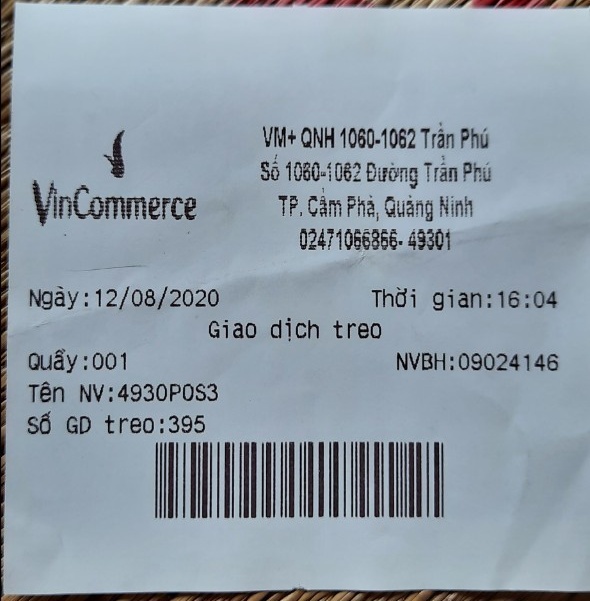 VinCommerce
VM+ QNH 1060-1062 Trần Phú
Số 1060-1062 Đường Trần Phú
TP. Cẩm Phả, Quảng Ninh
02471066866- 49301
Ngày:12/08/2020 Thời gian:16:04
Giao dịch treo
Quầy:001 NVBH:09024146
Tên NV:4930POS3
Số GD treo:395